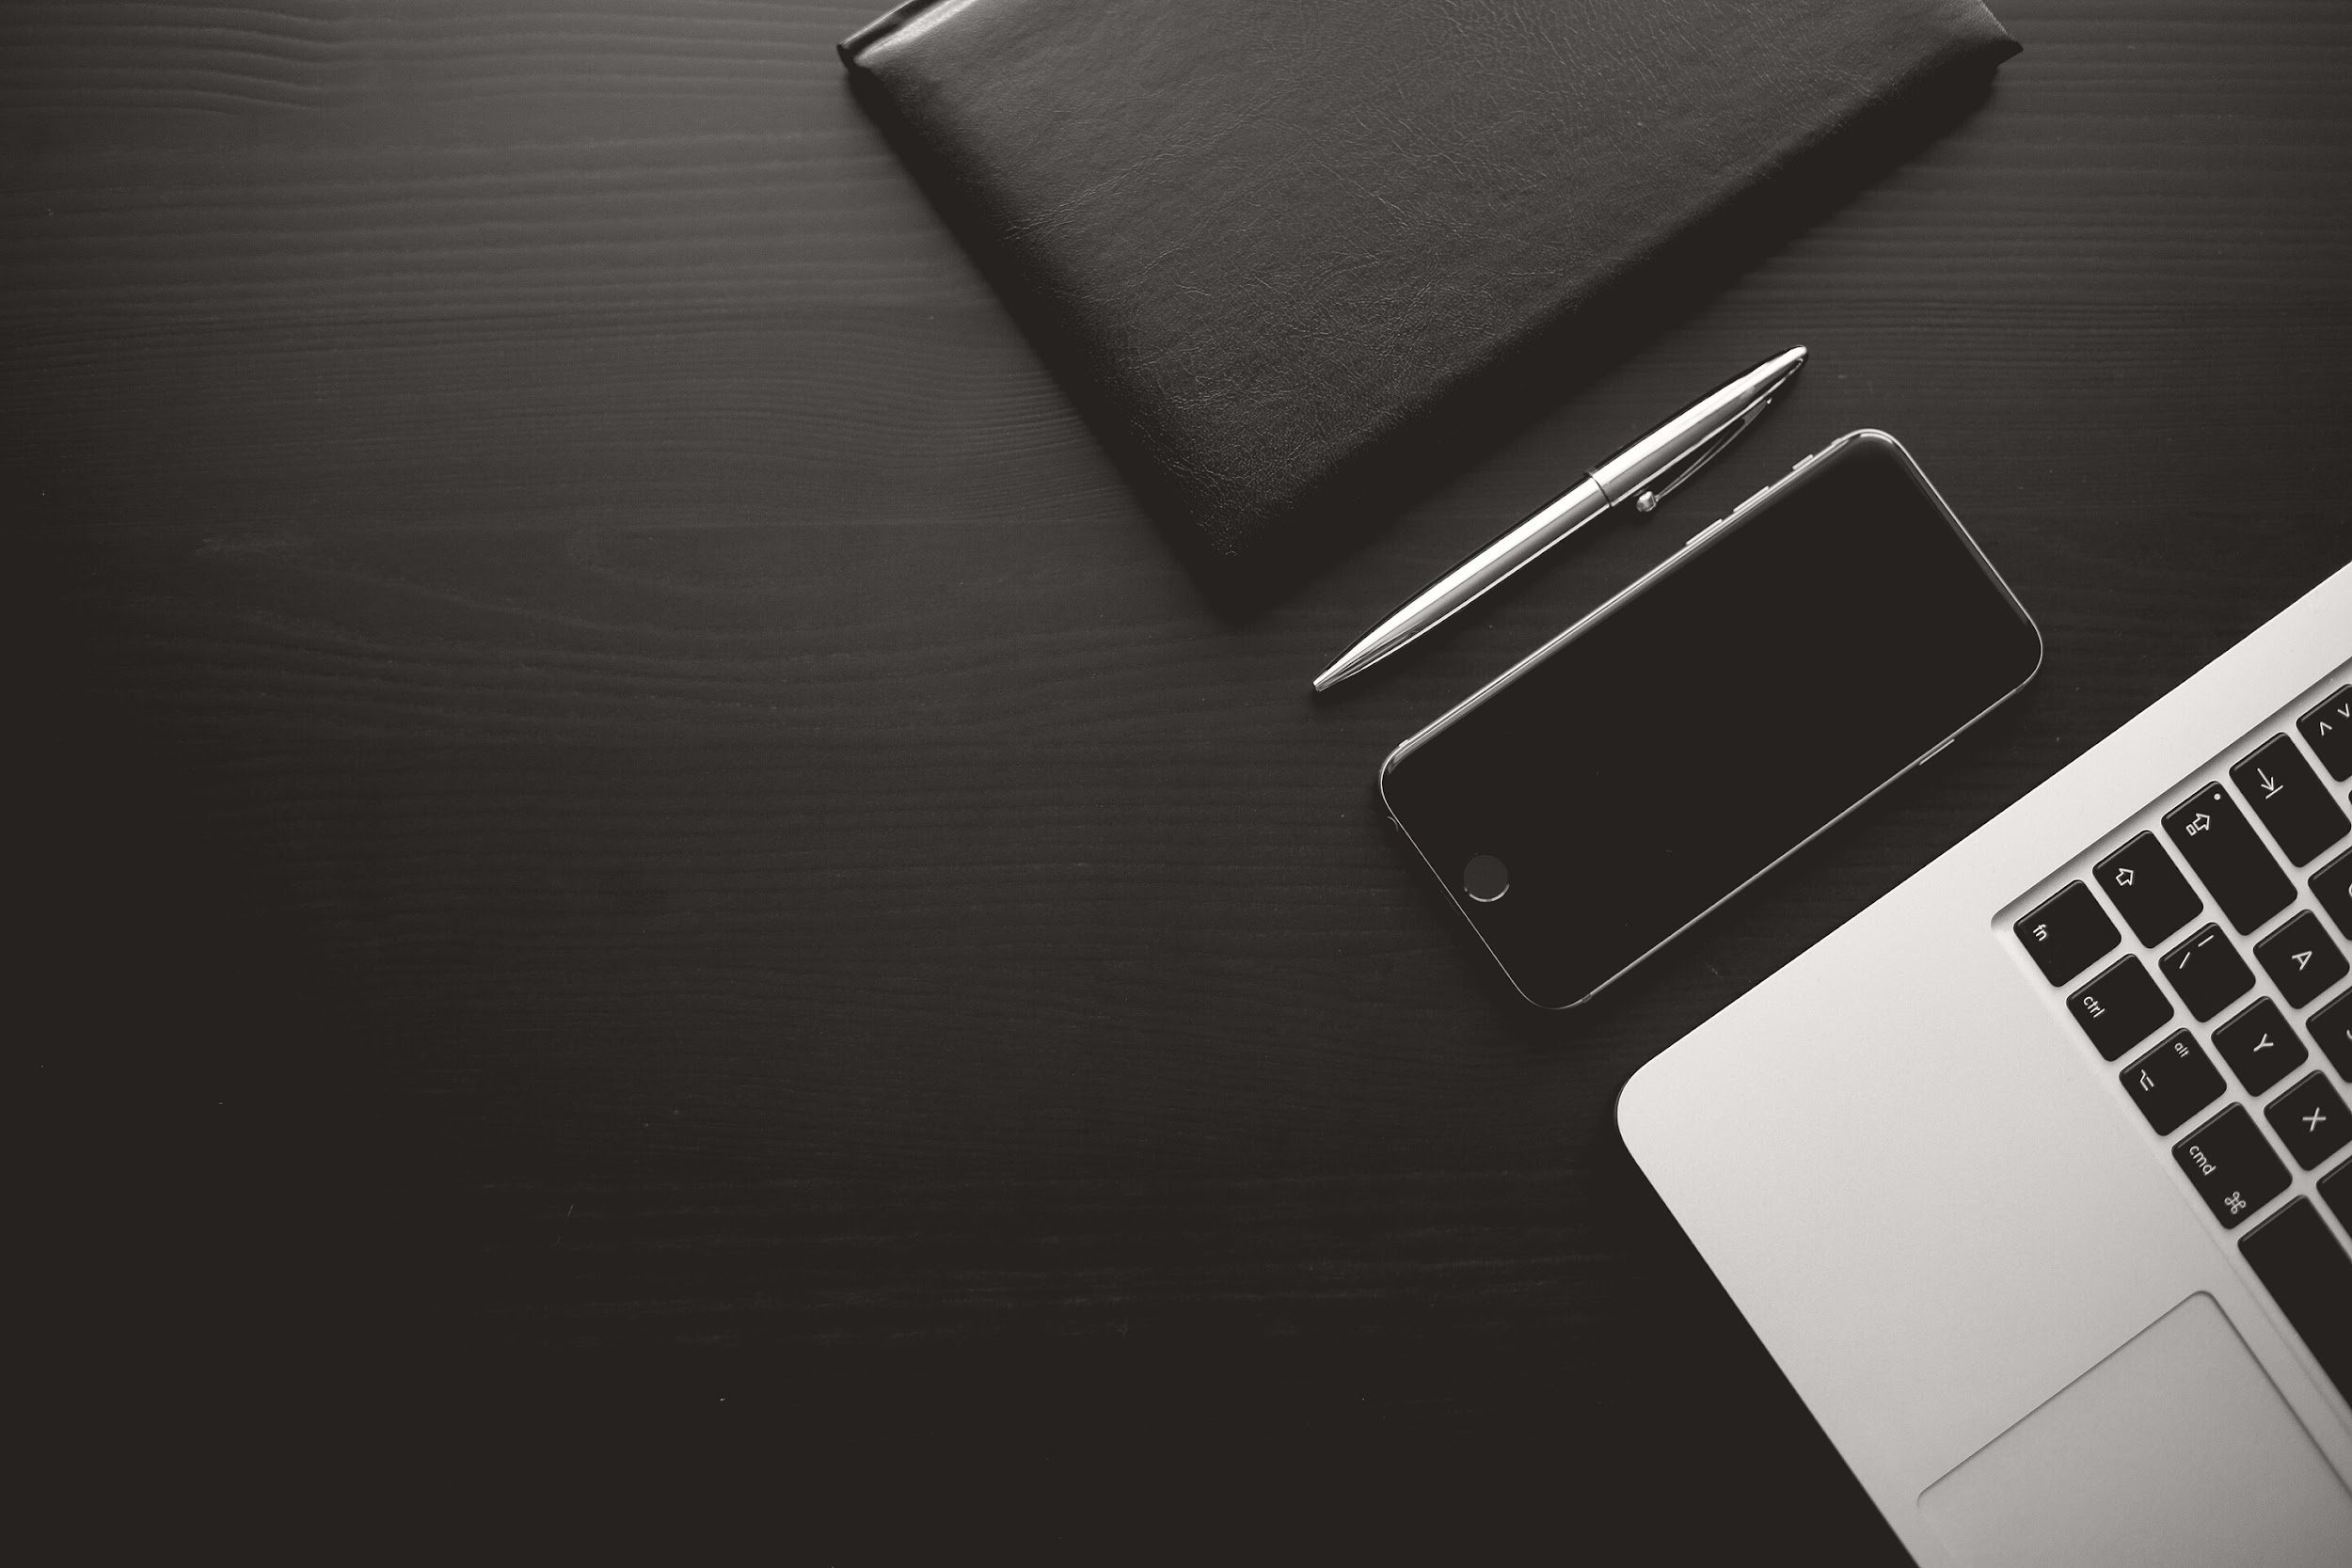 fn
ctrl
alt
cmd ⌘
A
Y
X
< >